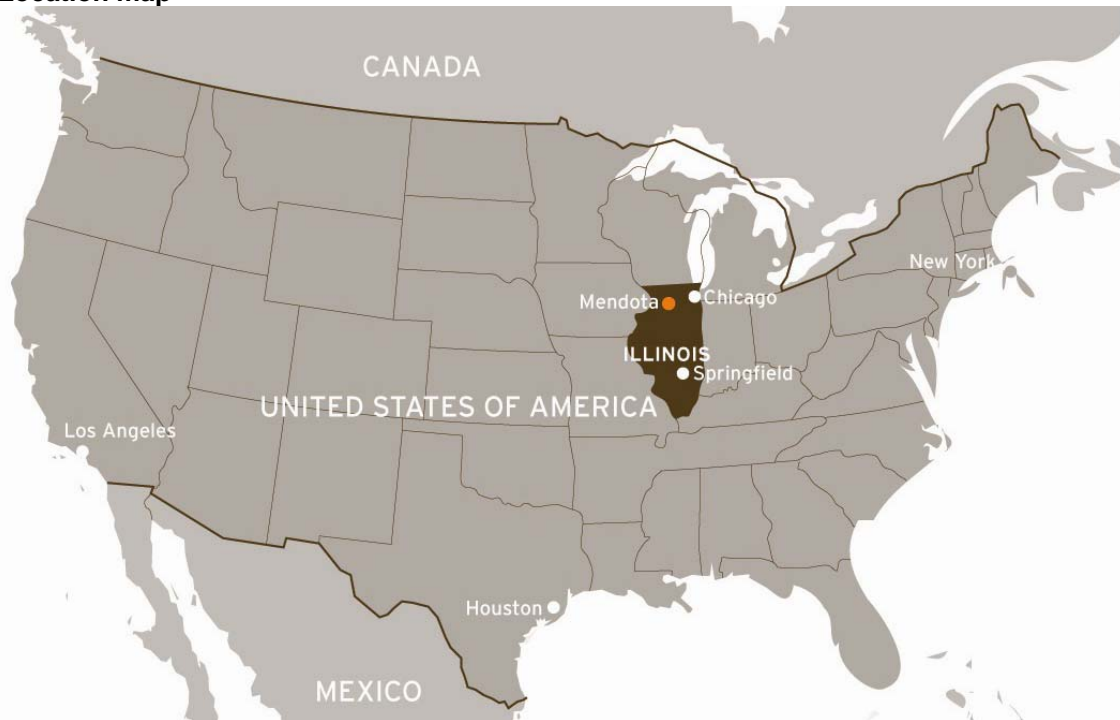 Location Map
CANADA
New York
Mendota
Chicago
ILLINOIS
Springfield
UNITED STATES OF AMERICA
Los Angeles
Houston
MEXICO